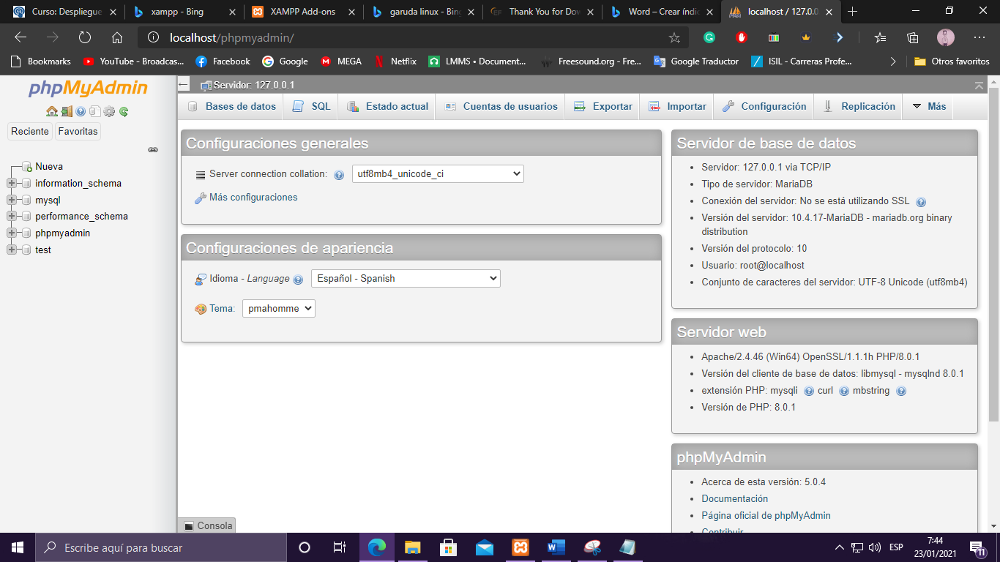 Curso: Despliegue
xampp - Bing
XAMPP Add-ons
garuda linux - Bing
Thank You for Dow
Word – Crear índic
localhost / 127.0.0
localhost/phpmyadmin/
Bookmarks
YouTube - Broadcas...
Facebook
Google
MEGA
Netflix
LMMS • Document...
Freesound.org - Fre...
Google Traductor
ISIL - Carreras Profe...
Otros favoritos
phpMyAdmin
Reciente
Favoritas
Nueva
information_schema
mysql
performance_schema
phpmyadmin
test
Servidor: 127.0.0.1
Bases de datos
SQL
Estado actual
Cuentas de usuarios
Exportar
Importar
Configuración
Replicación
Más
Configuraciones generales
Server connection collation:
utf8mb4_unicode_ci
Más configuraciones
Configuraciones de apariencia
Idioma - Language
Español - Spanish
Tema:
pmahomme
Servidor de base de datos
Servidor: 127.0.0.1 via TCP/IP
Tipo de servidor: MariaDB
Conexión del servidor: No se está utilizando SSL
Versión del servidor: 10.4.17-MariaDB - mariadb.org binary
distribution
Versión del protocolo: 10
Usuario: root@localhost
Conjunto de caracteres del servidor: UTF-8 Unicode (utf8mb4)
Servidor web
Apache/2.4.46 (Win64) OpenSSL/1.1.1h PHP/8.0.1
Versión del cliente de base de datos: libmysql - mysqlnd 8.0.1
extensión PHP: mysqli curl mbstring
Versión de PHP: 8.0.1
phpMyAdmin
Acerca de esta versión: 5.0.4
Documentación
Página oficial de phpMyAdmin
Contribuir
Consola
Escribe aquí para buscar
ESP
7:44
23/01/2021
11